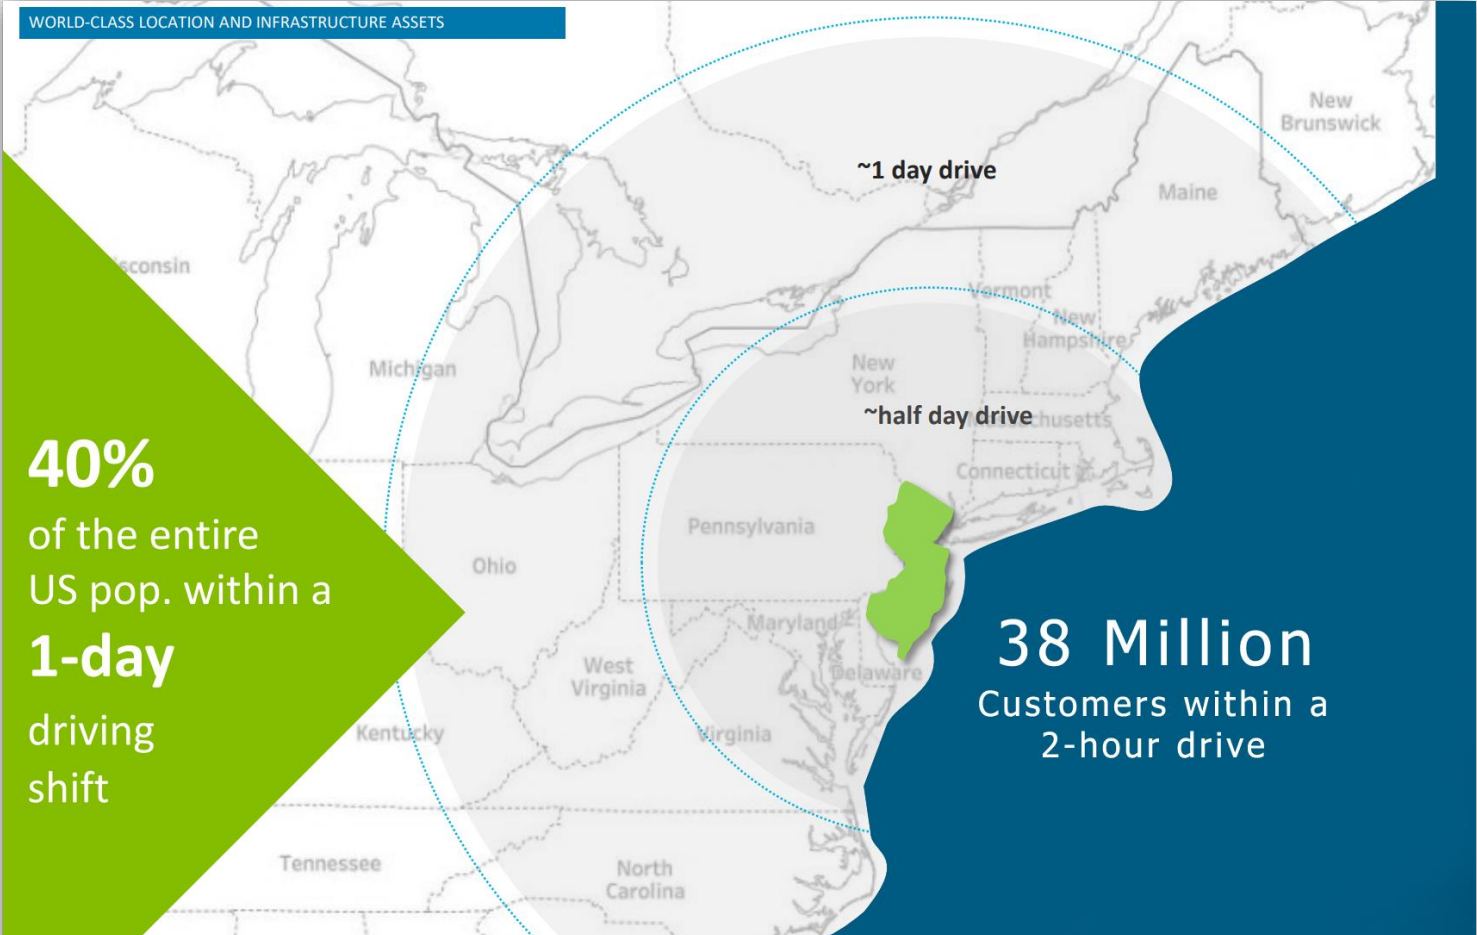 WORLD-CLASS LOCATION AND INFRASTRUCTURE ASSETS
New
Brunswick
~1 day drive
Maine
sconsin
Vermont
New
Hampshire
Michigan
New
York
~half day drive
chusetts
40%
Connecticut
of the entire
Pennsylvania
Ohio
US pop. within a
Maryland
38 Million
1-day
West
Virginia
Delaware
Customers within a
driving
Kentucky
Virginia
2-hour drive
shift
Tennessee
North
Carolina